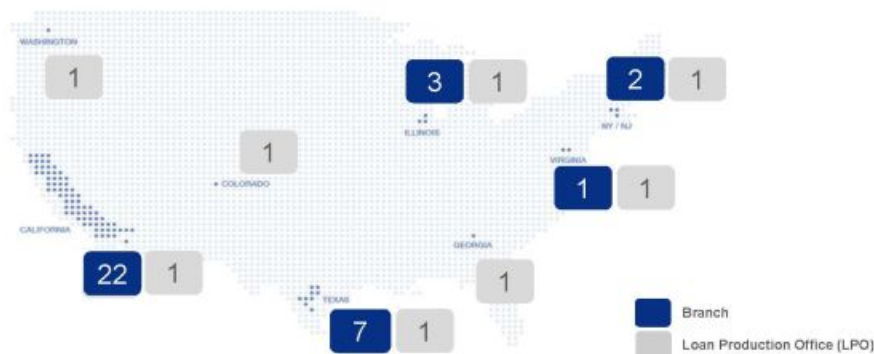 WASHINGTON
1
3 1
ILLINOIS
2 1
NY / NJ
1
COLORADO
VIRGINIA
1 1
CALIFORNIA
22 1
GEORGIA
1
TEXAS
7 1
Branch
Loan Production Office (LPO)